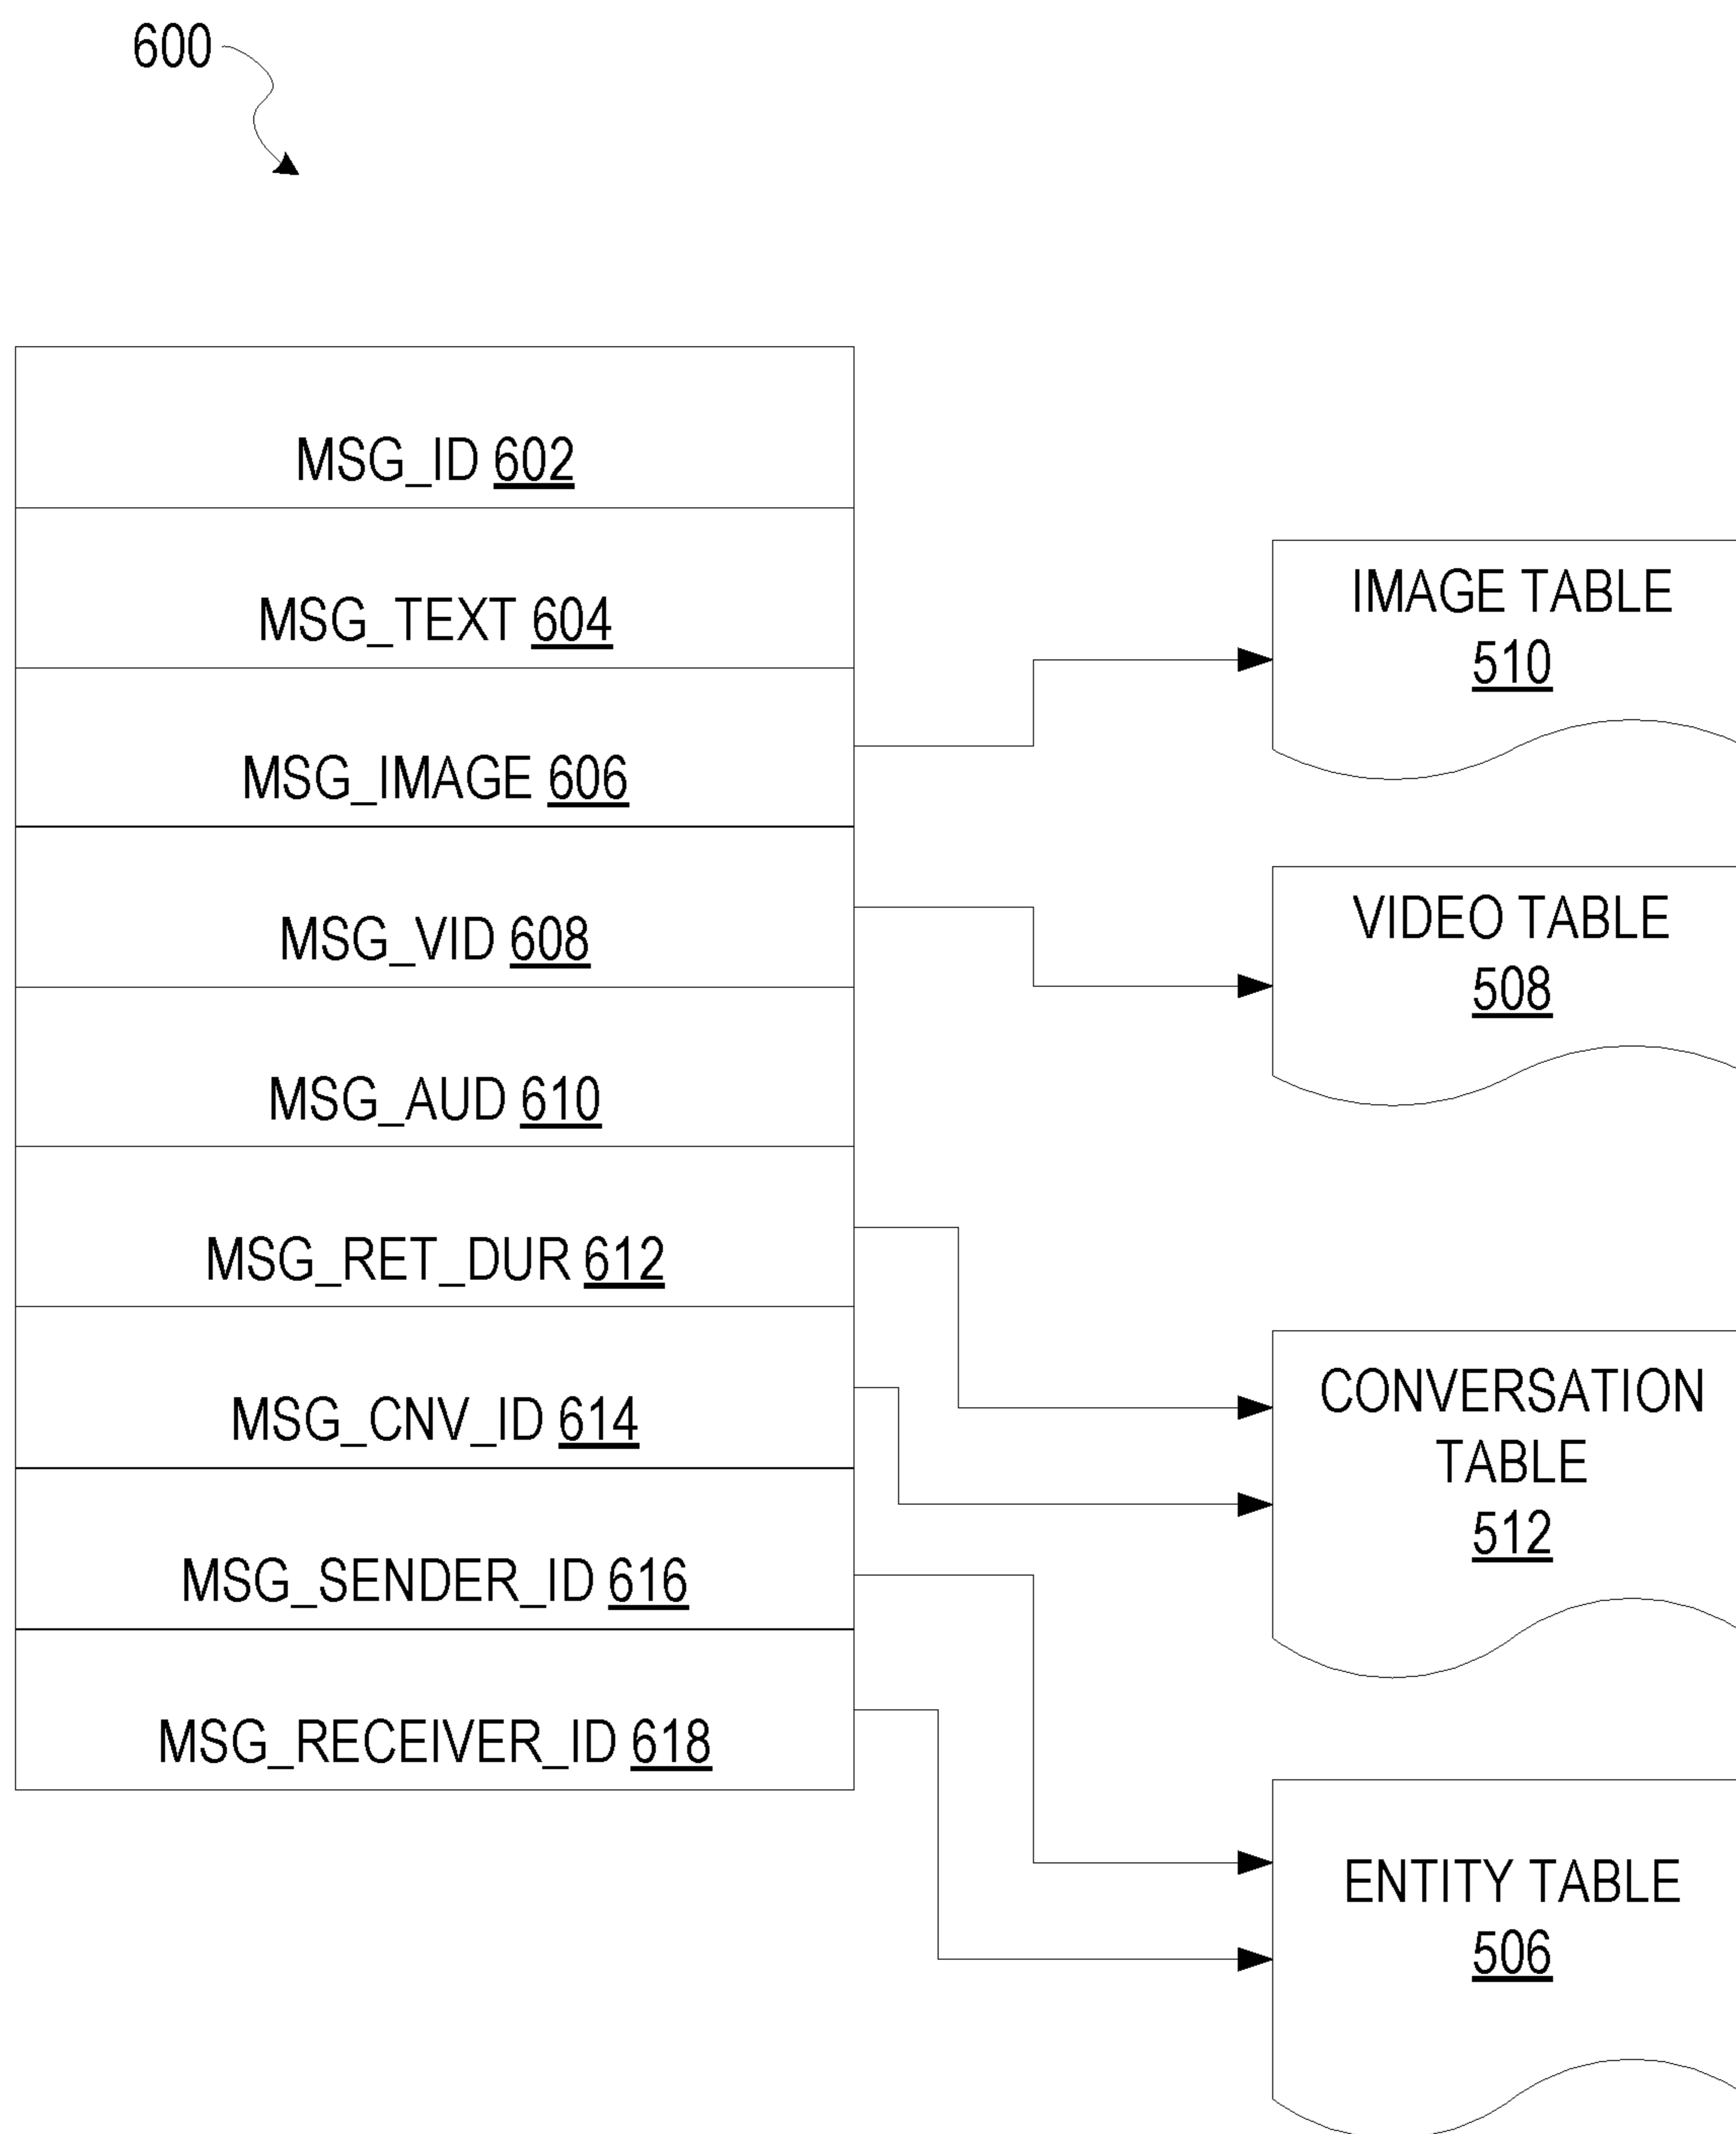 600
MSG_ID 602
MSG_TEXT 604
MSG_IMAGE 606
MSG_VID 608
MSG_AUD 610
MSG_RET_DUR 612
MSG_CNV_ID 614
MSG_SENDER_ID 616
MSG_RECEIVER_ID 618
IMAGE TABLE
510
VIDEO TABLE
508
CONVERSATION
TABLE
512
ENTITY TABLE
506